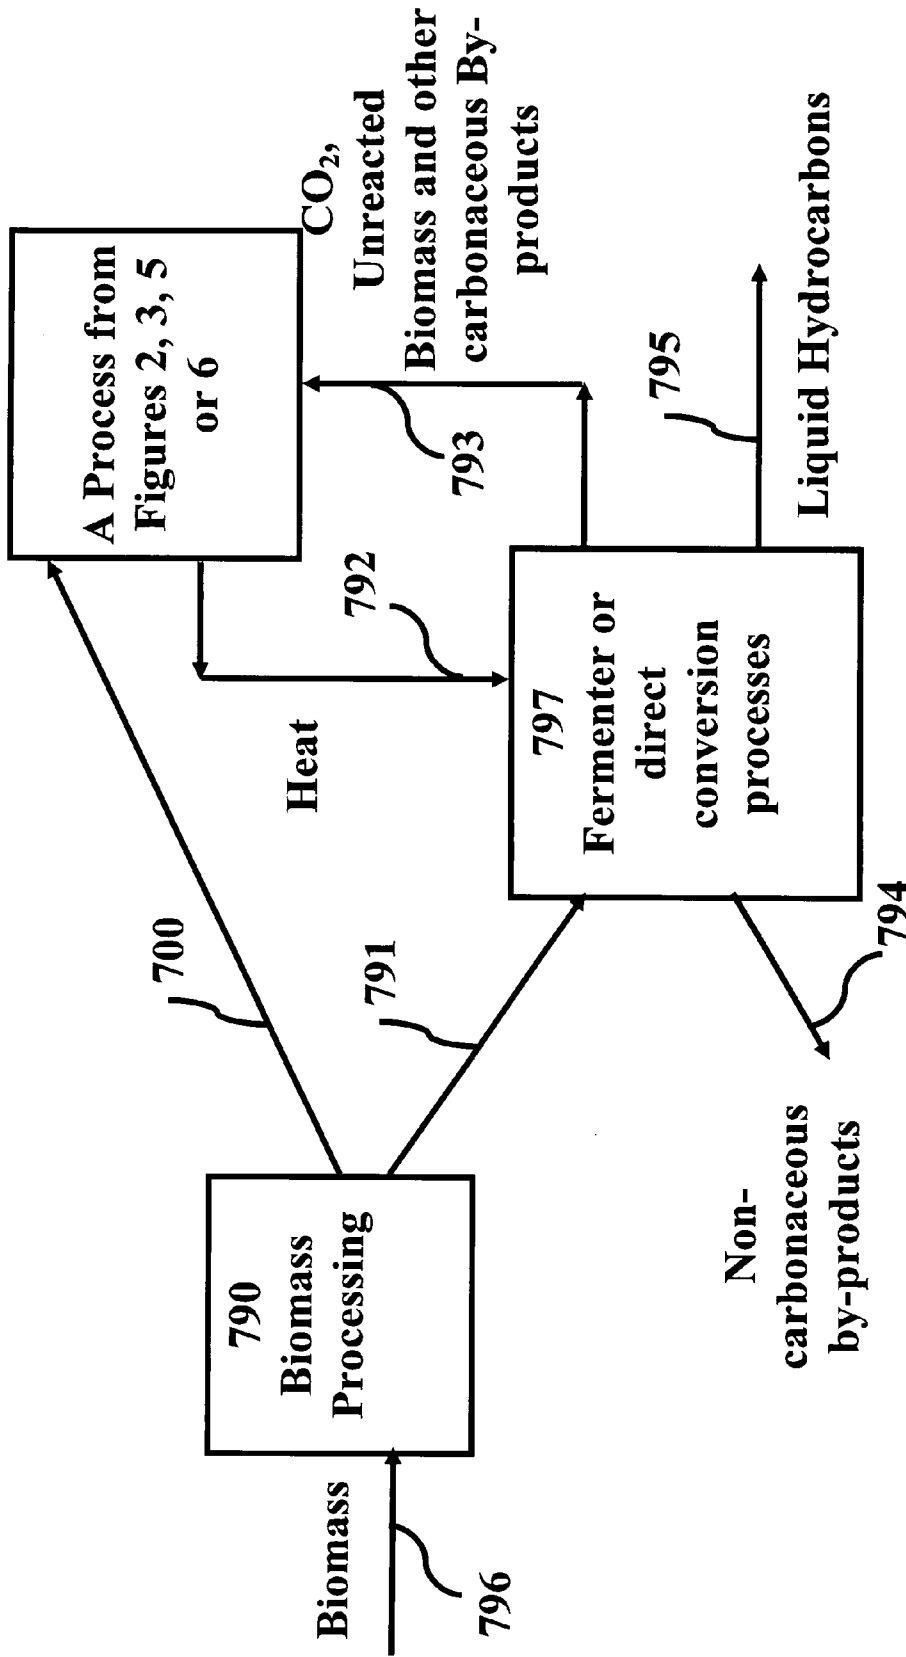 A Process from
Figures 2, 3, 5
or 6
CO₂,
Unreacted
Biomass and other
carbonaceous By-
products
700
Heat
792
793
790
Biomass
Processing
Biomass
796
791
797
Fermenter or
direct
conversion
processes
795
Liquid Hydrocarbons
794
Non-
carbonaceous
by-products